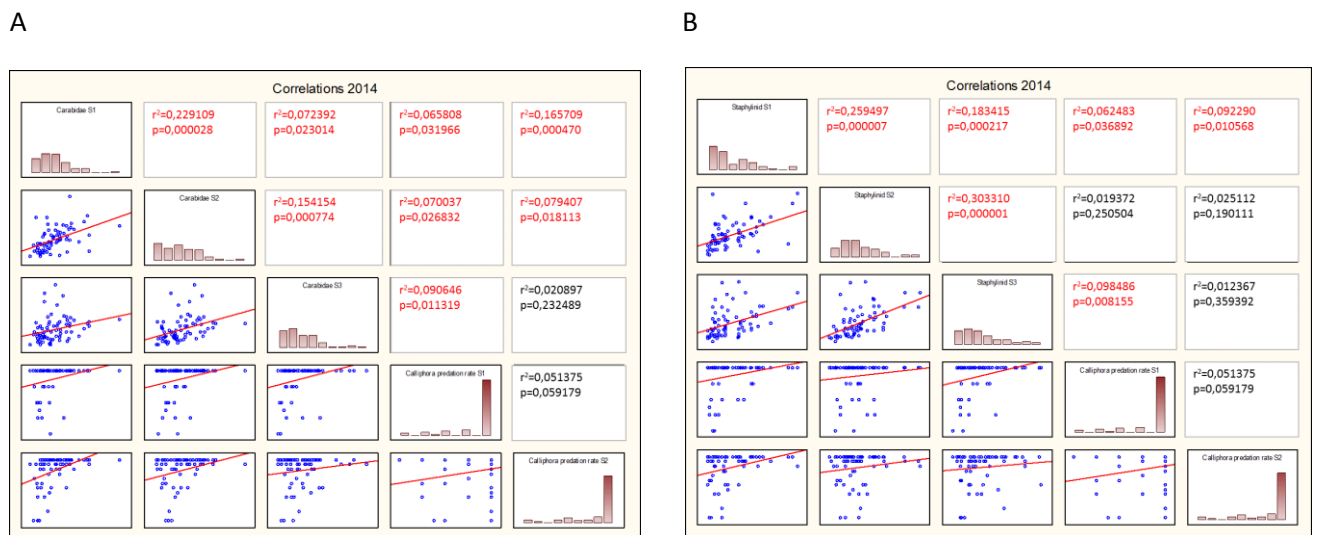 A
Correlations 2014
Carabidae S1
r²=0,229109
p=0,000028
r²=0,072392
p=0,023014
r²=0,065808
p=0,031966
r²=0,165709
p=0,000470
Carabidae S2
r²=0,154154
p=0,000774
r²=0,070037
p=0,026832
r²=0,079407
p=0,018113
Carabidae S3
r²=0,090646
p=0,011319
r²=0,020897
p=0,232489
Calliphora predation rate S1
r²=0,051375
p=0,059179
Calliphora predation rate S2
B
Correlations 2014
Staphylinid S1
r²=0,259497
p=0,000007
r²=0,183415
p=0,000217
r²=0,062483
p=0,036892
r²=0,092290
p=0,010568
Staphylinid S2
r²=0,303310
p=0,000001
r²=0,019372
p=0,250504
r²=0,025112
p=0,190111
Staphylinid S3
r²=0,098486
p=0,008155
r²=0,012367
p=0,359392
Calliphora predation rate S1
r²=0,051375
p=0,059179
Calliphora predation rate S2